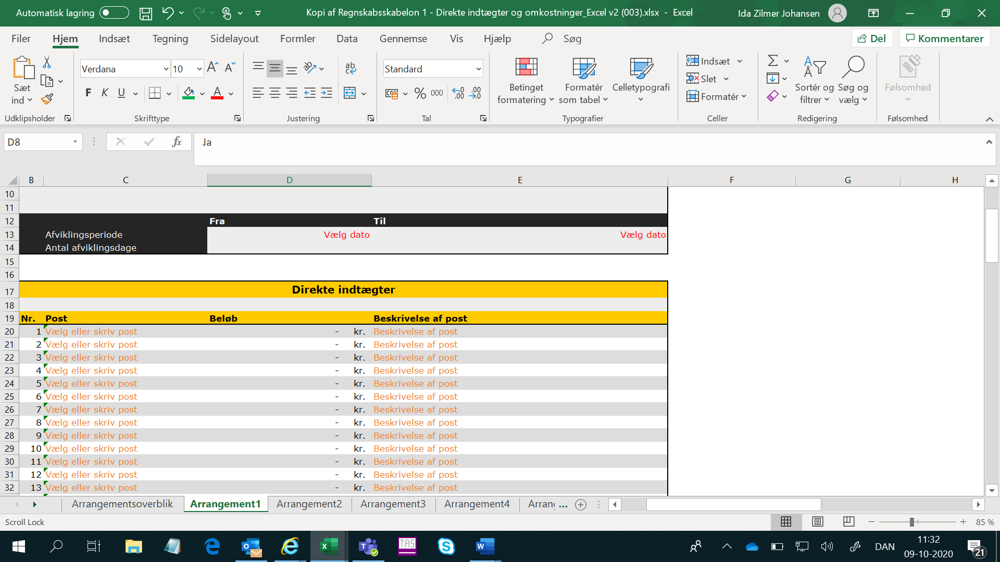 Automatisk lagring
Kopi af Regnskabsskabelon 1 - Direkte indtægter og omkostninger_Excel v2 (003).xlsx - Excel
Ida Zilmer Johansen
Filer Hjem Indsæt Tegning Sidelayout Formler Data Gennemse Vis Hjælp Søg Del Kommentarer
Sæt ind
Udklipsholder
Verdana 10
F K U
Skrifttype
Justering
Standard
% 000
Tal
Betinget formatering
Formatér som tabel
Celletypografi
Typografier
Indsæt
Slet
Formatér
Celler
Sortér og filtrer
Søg og vælg
Redigering
Følsomhed
Følsomhed
D8 fx Ja
B C D E F G H
10
11
12 Fra Til
13 Afviklingsperiode Vælg dato Vælg dato
14 Antal afviklingsdage
15
16
17 Direkte indtægter
18
19 Nr. Post Beløb Beskrivelse af post
20 1 Vælg eller skriv post - kr. Beskrivelse af post
21 2 Vælg eller skriv post - kr. Beskrivelse af post
22 3 Vælg eller skriv post - kr. Beskrivelse af post
23 4 Vælg eller skriv post - kr. Beskrivelse af post
24 5 Vælg eller skriv post - kr. Beskrivelse af post
25 6 Vælg eller skriv post - kr. Beskrivelse af post
26 7 Vælg eller skriv post - kr. Beskrivelse af post
27 8 Vælg eller skriv post - kr. Beskrivelse af post
28 9 Vælg eller skriv post - kr. Beskrivelse af post
29 10 Vælg eller skriv post - kr. Beskrivelse af post
30 11 Vælg eller skriv post - kr. Beskrivelse af post
31 12 Vælg eller skriv post - kr. Beskrivelse af post
32 13 Vælg eller skriv post - kr. Beskrivelse af post
Arrangementsoverblik Arrangement1 Arrangement2 Arrangement3 Arrangement4 Arrang ...
Scroll Lock
85 %
TAS
DAN
11:32
09-10-2020
21